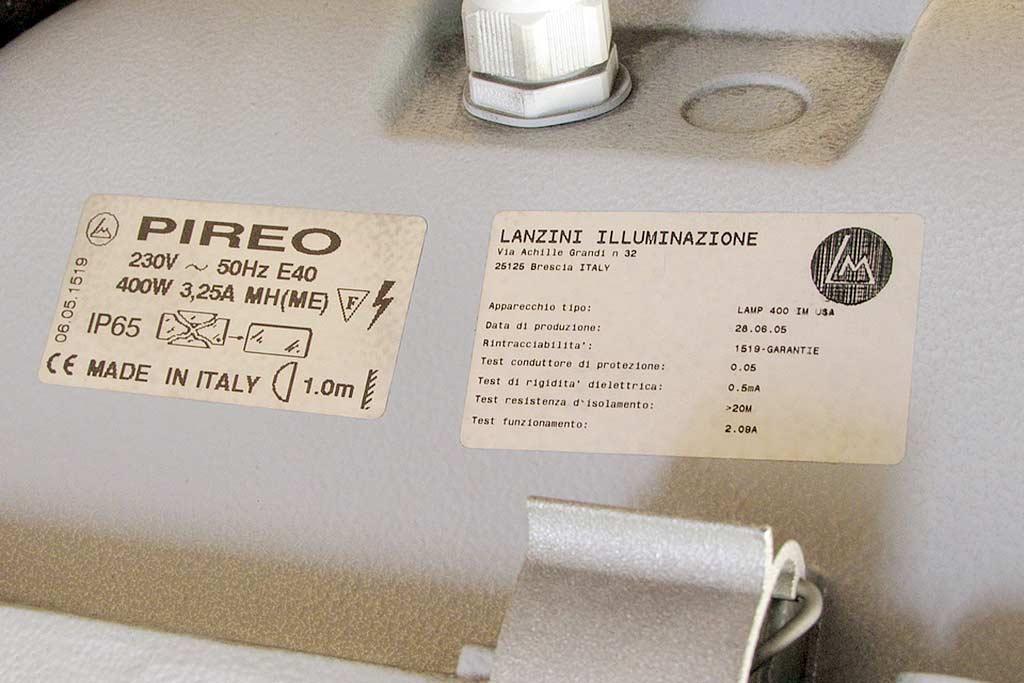 PIREO
230V ~ 50Hz E40
400W 3,25A MH(ME) F
IP65
CE MADE IN ITALY 1.0m
06.05.1519
LANZINI ILLUMINAZIONE
Via Achille Grandi n 32
25125 Brescia ITALY
Apparecchio tipo: LAMP 400 IM USA
Data di produzione: 28.06.05
Rintracciabilita': 1519-GARANTIE
Test conduttore di protezione: 0.05
Test di rigidita' dielettrica: 0.5mA
Test resistenza d'isolamento: >20M
Test funzionamento: 2.09A